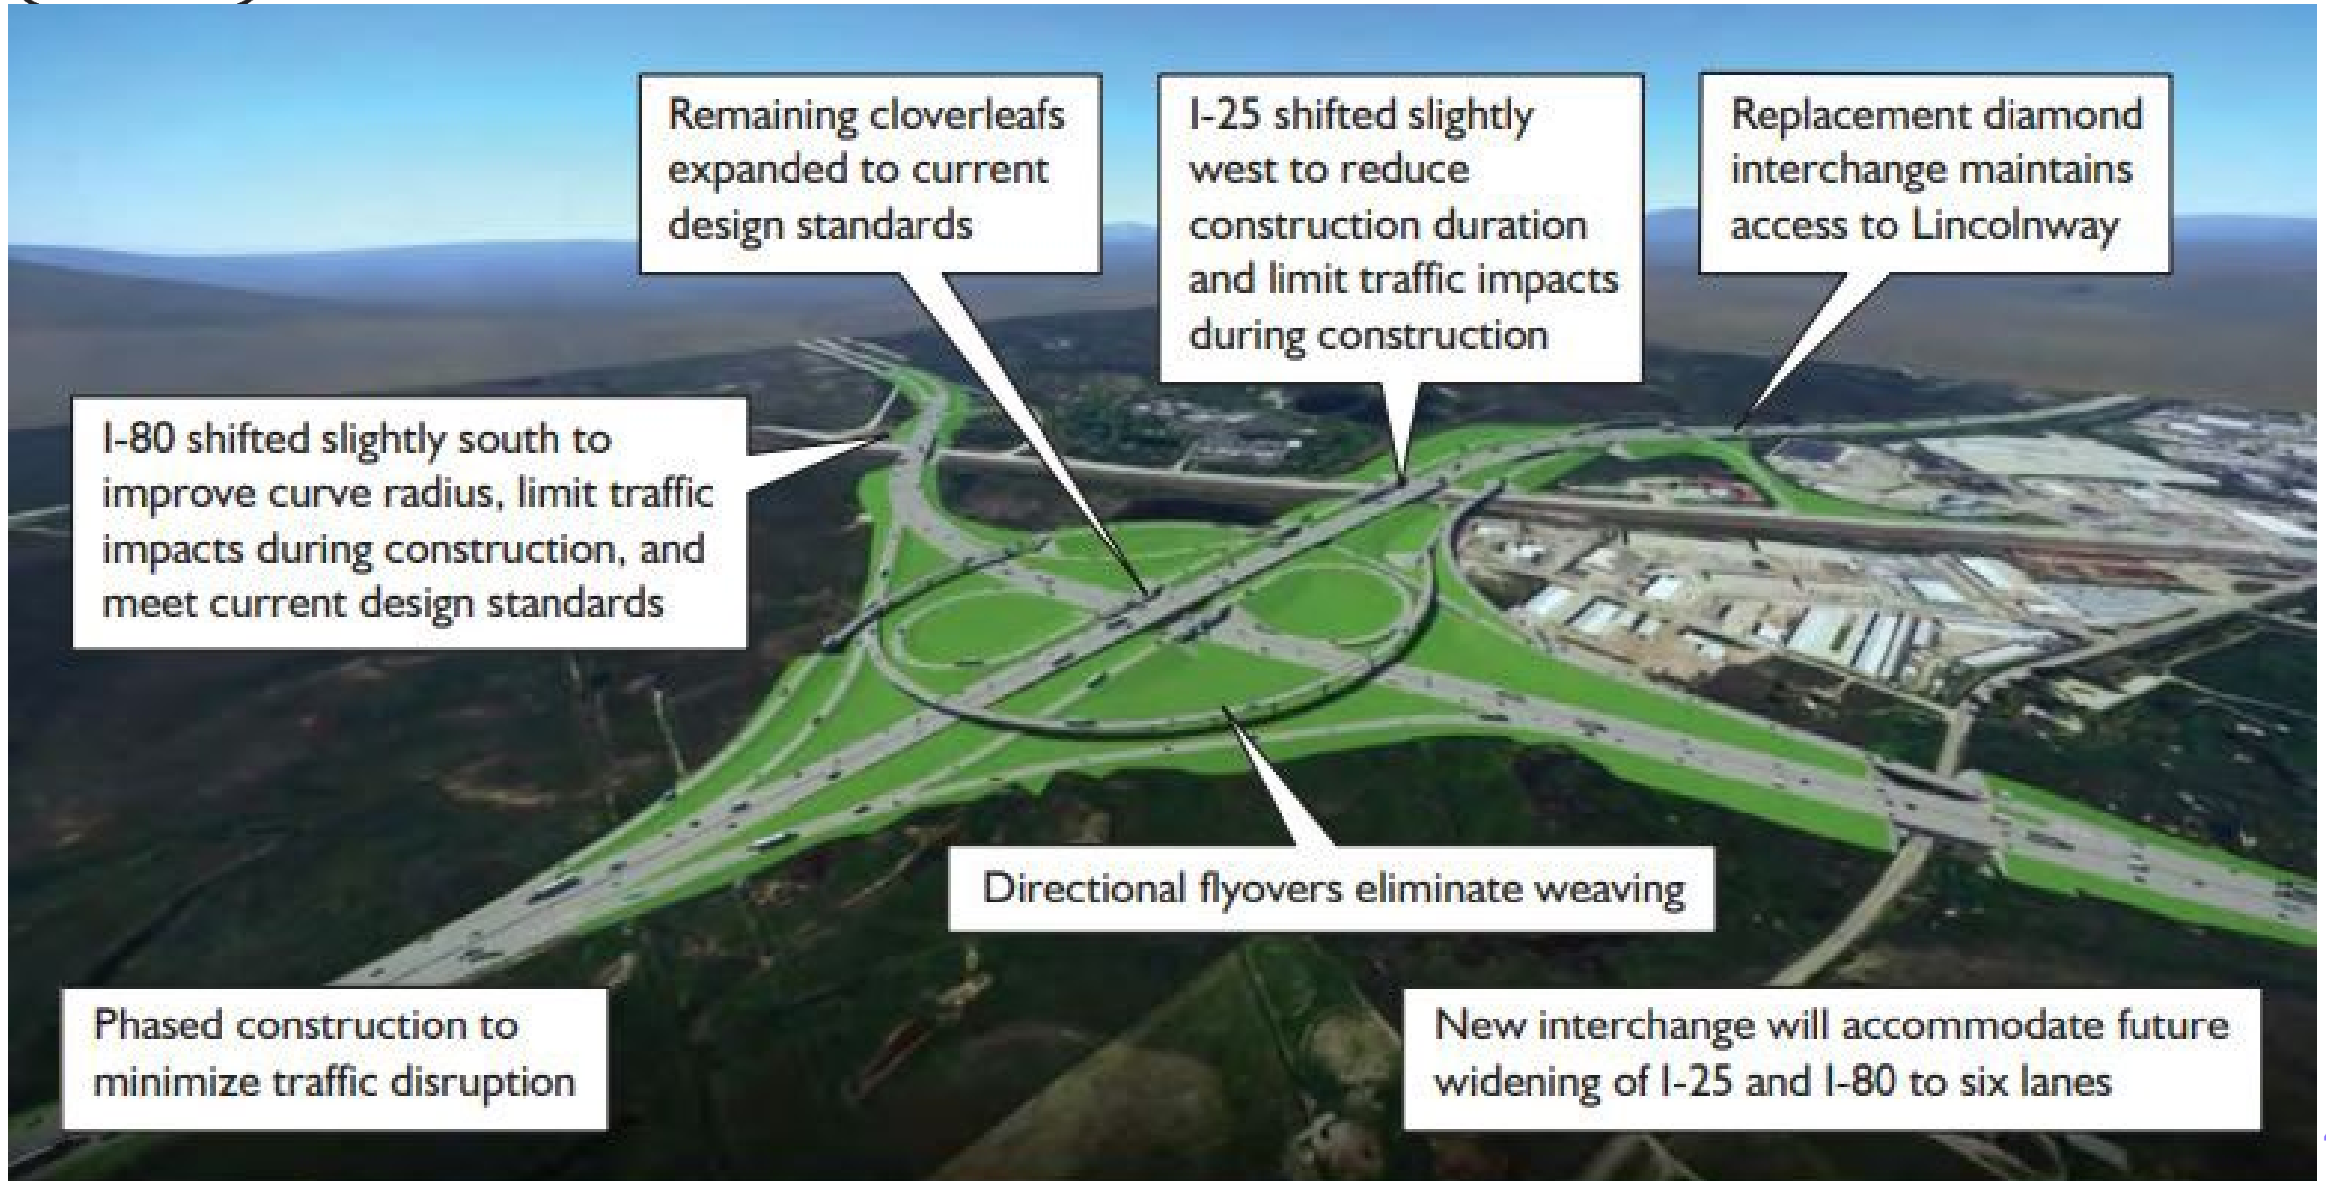 Remaining cloverleafs
expanded to current
design standards
I-25 shifted slightly
west to reduce
construction duration
and limit traffic impacts
during construction
Replacement diamond
interchange maintains
access to Lincolnway
I-80 shifted slightly south to
improve curve radius, limit traffic
impacts during construction, and
meet current design standards
Directional flyovers eliminate weaving
Phased construction to
minimize traffic disruption
New interchange will accommodate future
widening of I-25 and I-80 to six lanes